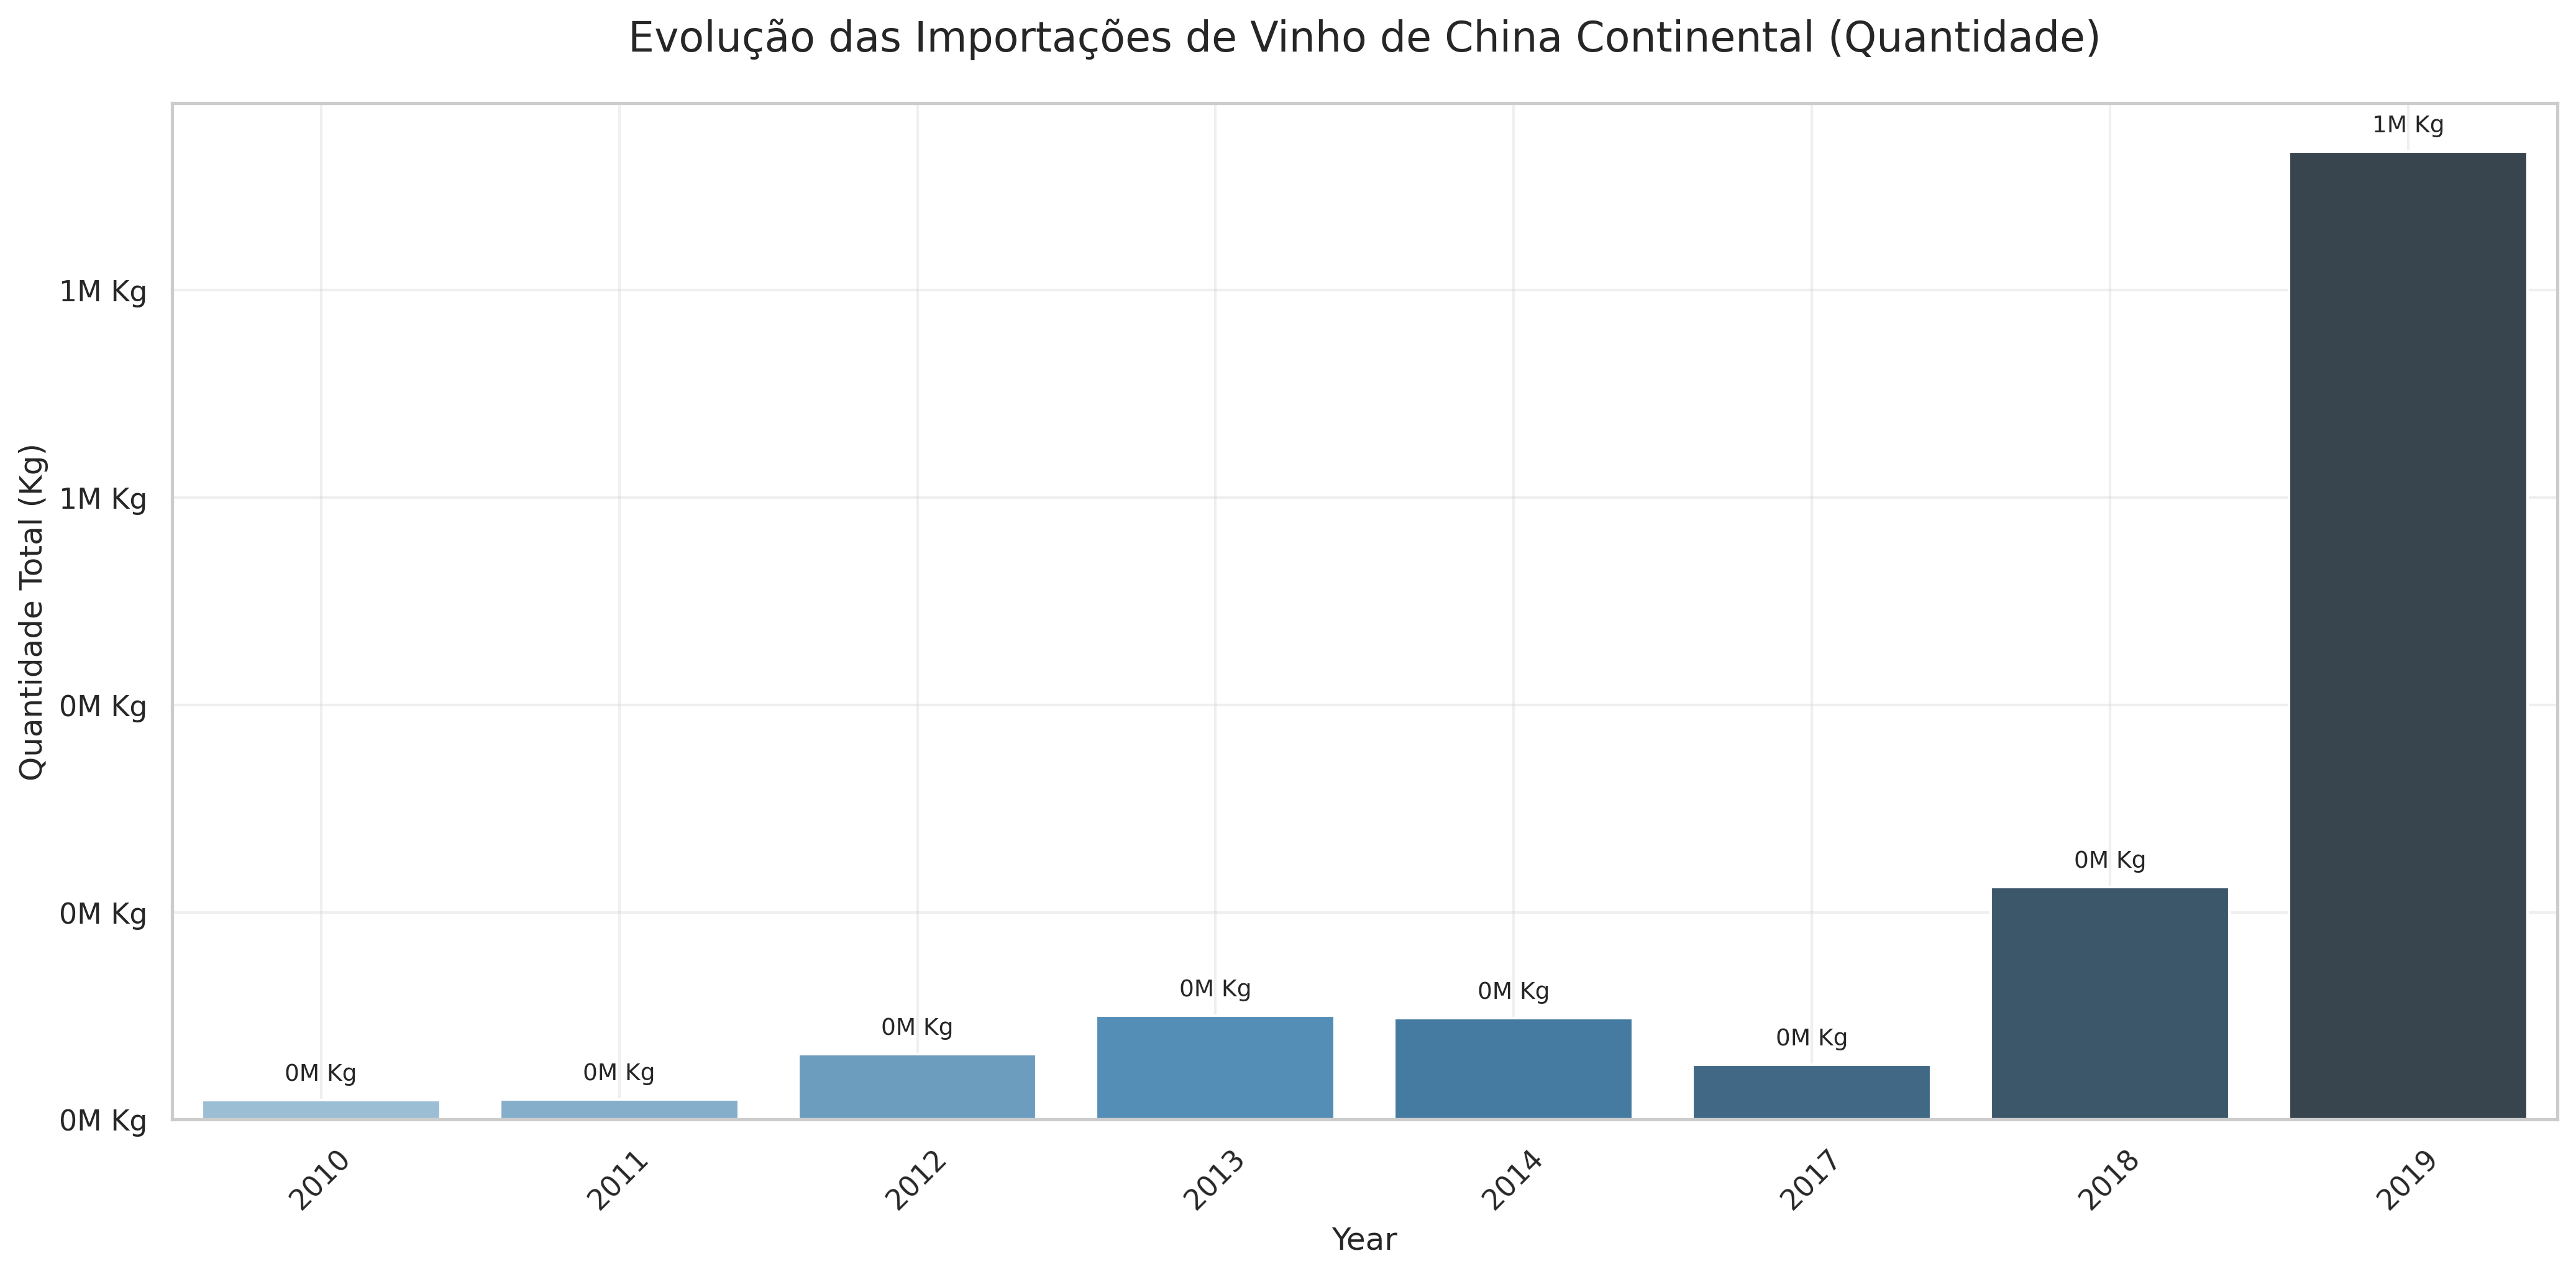 Evolução das Importações de Vinho de China Continental (Quantidade)
1M Kg
1M Kg
0M Kg
0M Kg
0M Kg
Quantidade Total (Kg)
0M Kg
0M Kg
0M Kg
0M Kg
0M Kg
0M Kg
0M Kg
1M Kg
2010
2011
2012
2013
2014
2017
2018
2019
Year